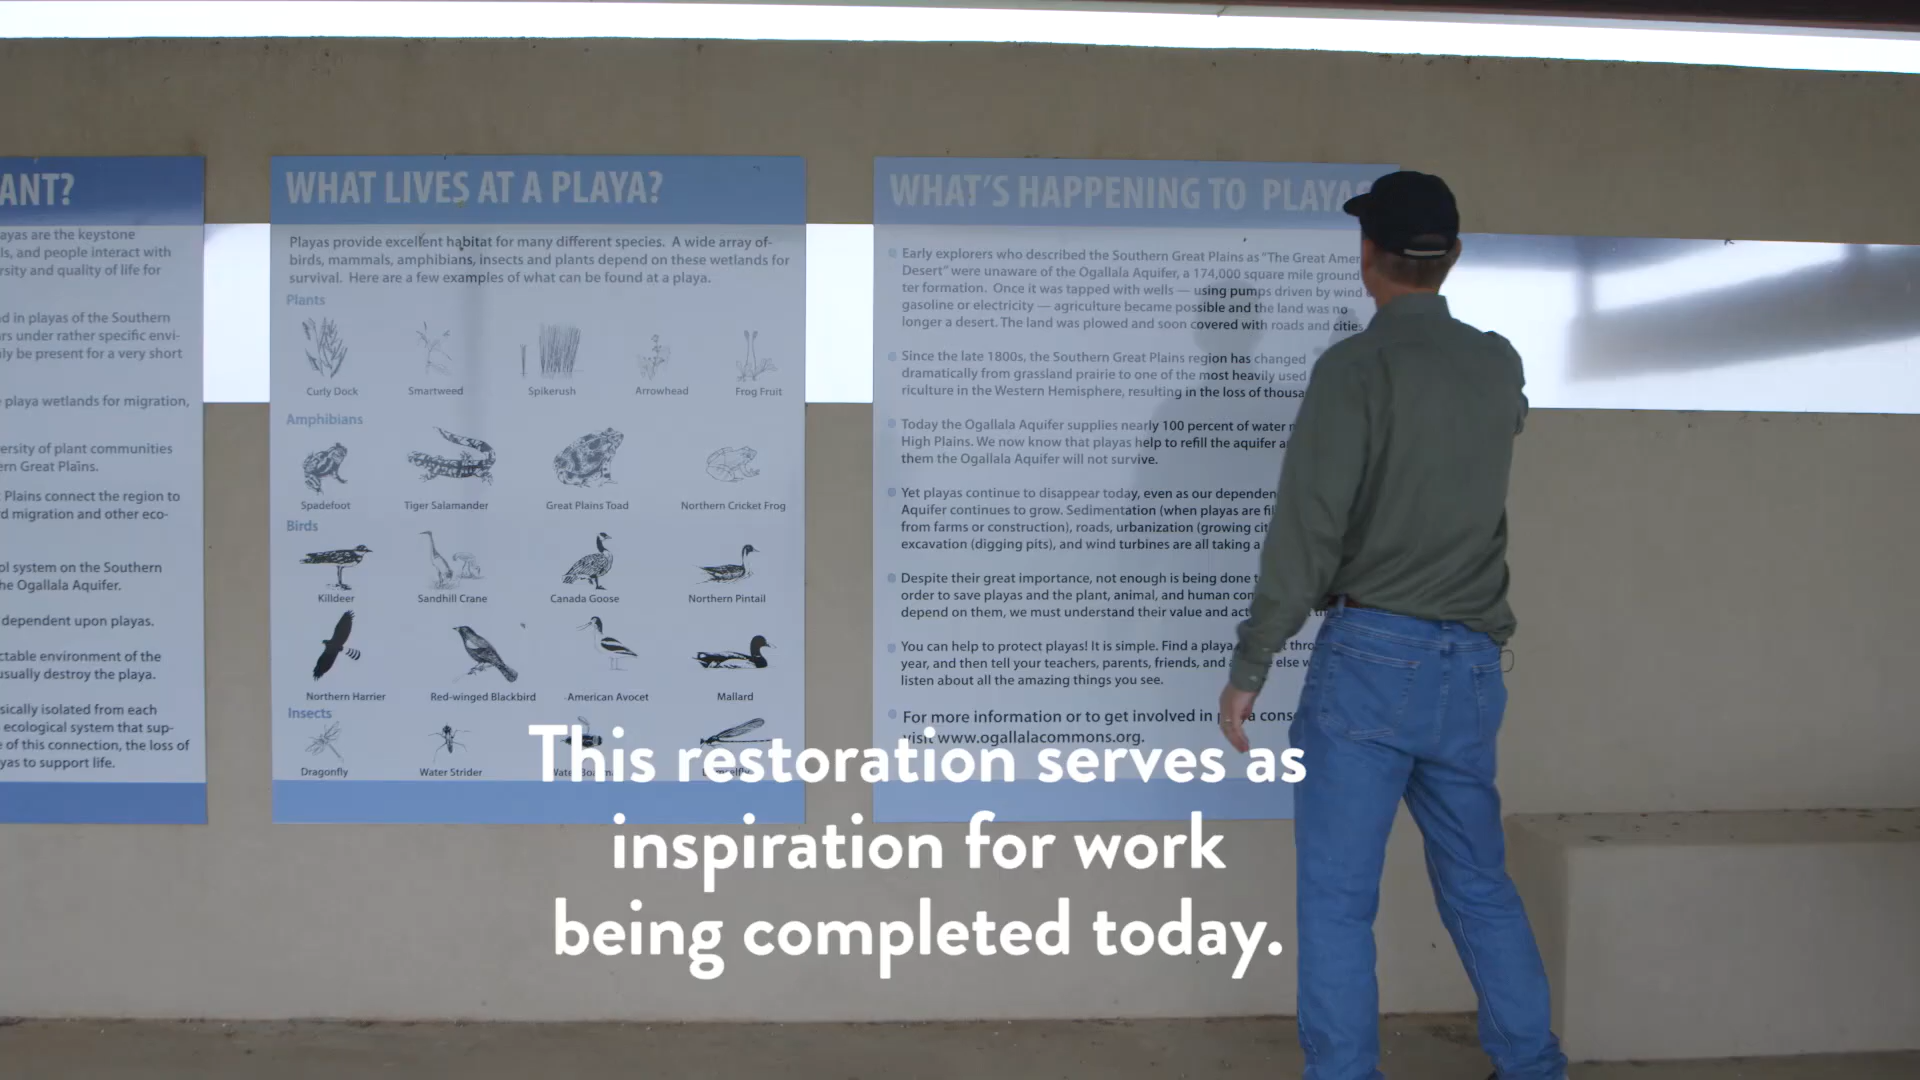 ANT?
ayas are the keystone
ls, and people interact with
rsity and quality of life for
d in playas of the Southern
rs under rather specific envi-
ily be present for a very short
playa wetlands for migration,
ersity of plant communities
ern Great Plains.
Plains connect the region to
d migration and other eco-
ol system on the Southern
he Ogallala Aquifer.
dependent upon playas.
ctable environment of the
usually destroy the playa.
sically isolated from each
ecological system that sup-
of this connection, the loss of
yas to support life.
WHAT LIVES AT A PLAYA?
Playas provide excellent habitat for many different species. A wide array of-
birds, mammals, amphibians, insects and plants depend on these wetlands for
survival. Here are a few examples of what can be found at a playa.
Plants
Curly Dock Smartweed Spikerush Arrowhead Frog Fruit
Amphibians
Spadefoot Tiger Salamander Great Plains Toad Northern Cricket Frog
Birds
Killdeer Sandhill Crane Canada Goose Northern Pintail
Northern Harrier Red-winged Blackbird American Avocet Mallard
Insects
Dragonfly Water Strider
WHAT'S HAPPENING TO PLAYAS
Early explorers who described the Southern Great Plains as "The Great Amer
Desert" were unaware of the Ogallala Aquifer, a 174,000 square mile ground
ter formation. Once it was tapped with wells — using pumps driven by wind
gasoline or electricity — agriculture became possible and the land was no
longer a desert. The land was plowed and soon covered with roads and cities
Since the late 1800s, the Southern Great Plains region has changed
dramatically from grassland prairie to one of the most heavily used
riculture in the Western Hemisphere, resulting in the loss of thousa
Today the Ogallala Aquifer supplies nearly 100 percent of water
High Plains. We now know that playas help to refill the aquifer a
them the Ogallala Aquifer will not survive.
Yet playas continue to disappear today, even as our dependen
Aquifer continues to grow. Sedimentation (when playas are fil
from farms or construction), roads, urbanization (growing cit
excavation (digging pits), and wind turbines are all taking a
Despite their great importance, not enough is being done t
order to save playas and the plant, animal, and human com
depend on them, we must understand their value and act
You can help to protect playas! It is simple. Find a playa thro
year, and then tell your teachers, parents, friends, and else w
listen about all the amazing things you see.
For more information or to get involved in playa cons
visit www.ogallalacommons.org.
This restoration serves as
inspiration for work
being completed today.